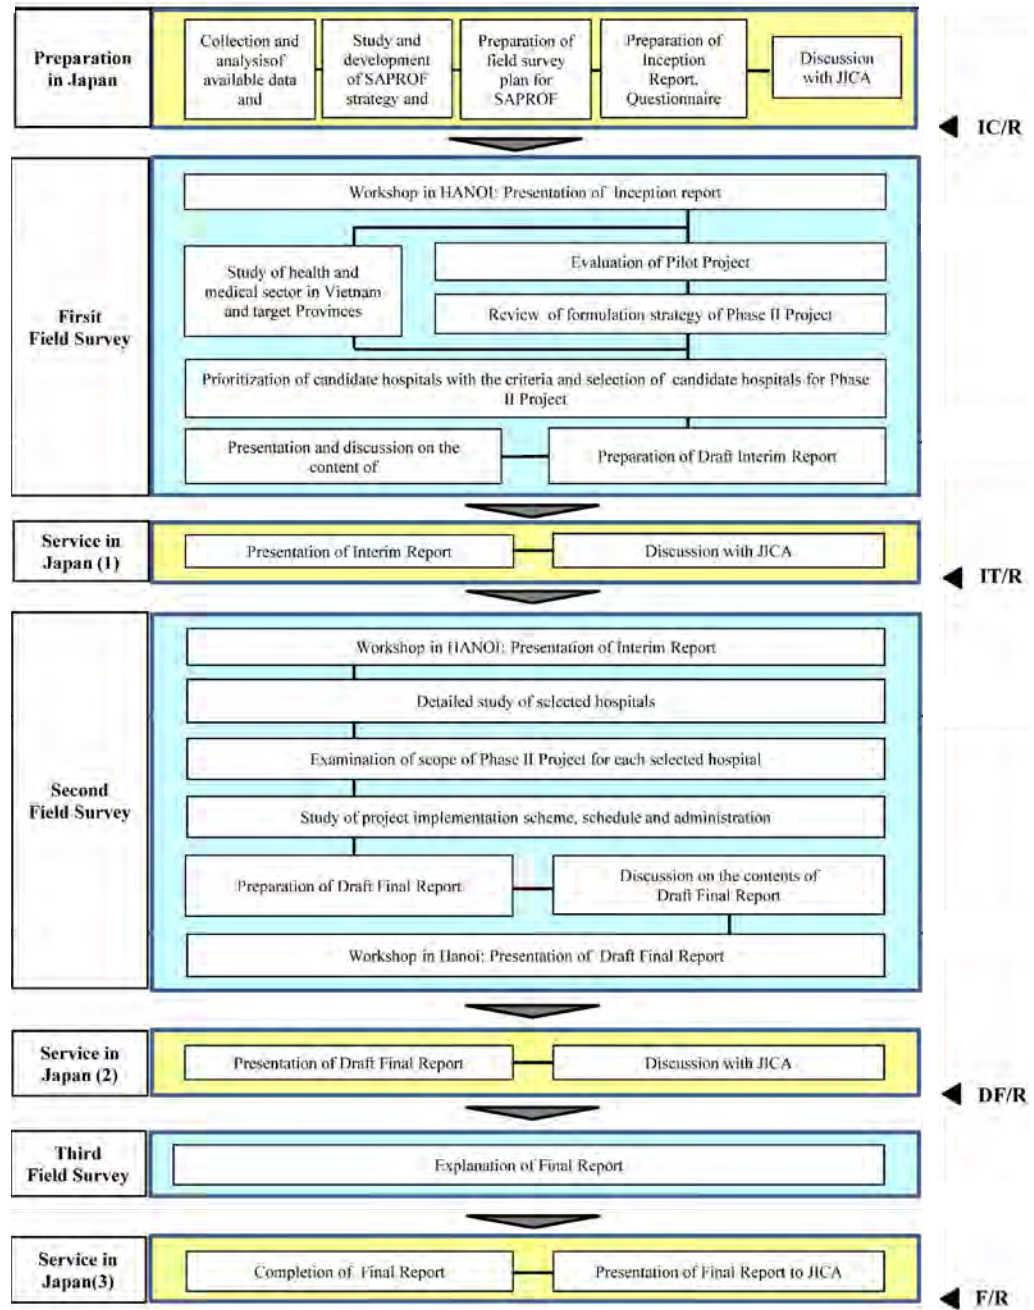 Preparation
in Japan
Collection and
analysisof
available data
and
Study and
development
of SAPROF
strategy and
Preparation of
field survey
plan for
SAPROF
Preparation of
Inception
Report,
Questionnaire
Discussion
with JICA
IC/R
Firsit
Field Survey
Workshop in HANOI: Presentation of Inception report
Study of health and
medical sector in Vietnam
and target Provinces
Evaluation of Pilot Project
Review of formulation strategy of Phase II Project
Prioritization of candidate hospitals with the criteria and selection of candidate hospitals for Phase
II Project
Presentation and discussion on the
content of
Preparation of Draft Interim Report
Service in
Japan (1)
Presentation of Interim Report
Discussion with JICA
IT/R
Second
Field Survey
Workshop in HANOI: Presentation of Interim Report
Detailed study of selected hospitals
Examination of scope of Phase II Project for each selected hospital
Study of project implementation scheme, schedule and administration
Preparation of Draft Final Report
Discussion on the contents of
Draft Final Report
Workshop in Hanoi: Presentation of Draft Final Report
Service in
Japan (2)
Presentation of Draft Final Report
Discussion with JICA
DF/R
Third
Field Survey
Explanation of Final Report
Service in
Japan(3)
Completion of Final Report
Presentation of Final Report to JICA
F/R